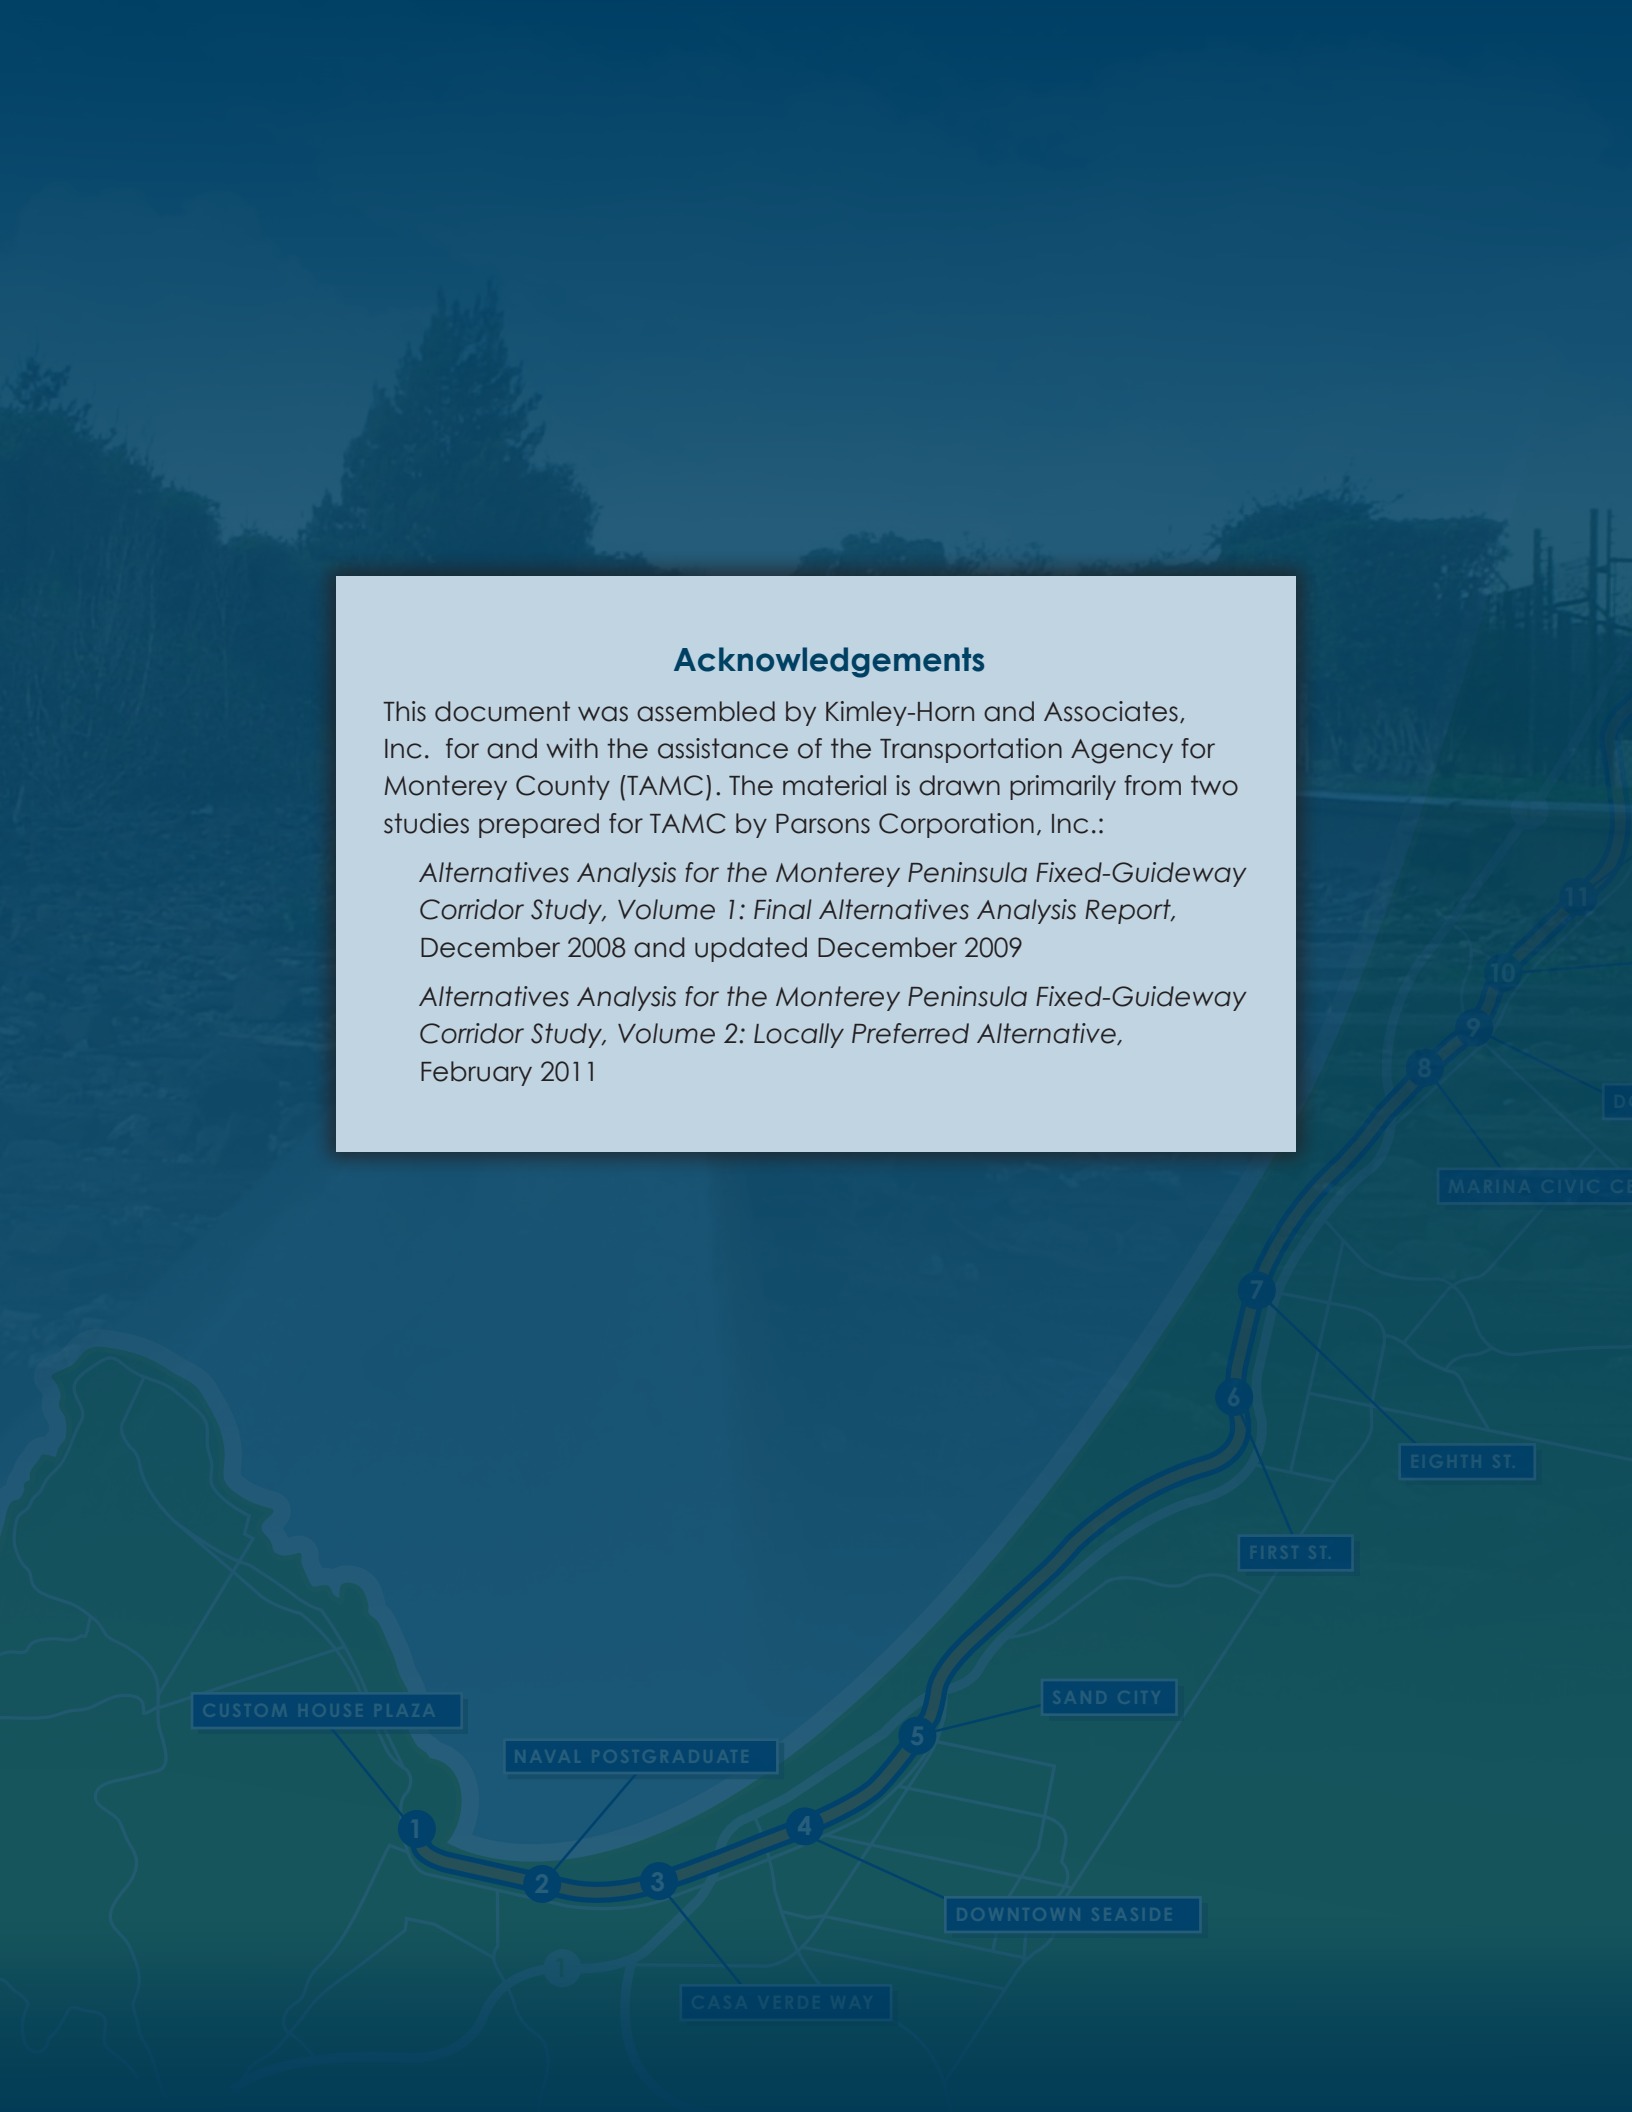 Acknowledgements
This document was assembled by Kimley-Horn and Associates,
Inc.  for and with the assistance of the Transportation Agency for
Monterey County (TAMC). The material is drawn primarily from two
studies prepared for TAMC by Parsons Corporation, Inc.:
Alternatives Analysis for the Monterey Peninsula Fixed-Guideway
Corridor Study, Volume 1: Final Alternatives Analysis Report,
December 2008 and updated December 2009
Alternatives Analysis for the Monterey Peninsula Fixed-Guideway
Corridor Study, Volume 2: Locally Preferred Alternative,
February 2011
11
10
9
8
MARINA CIVIC CE
7
6
EIGHTH ST.
FIRST ST.
SAND CITY
CUSTOM HOUSE PLAZA
5
NAVAL POSTGRADUATE
1
4
2
3
DOWNTOWN SEASIDE
1
CASA VERDE WAY